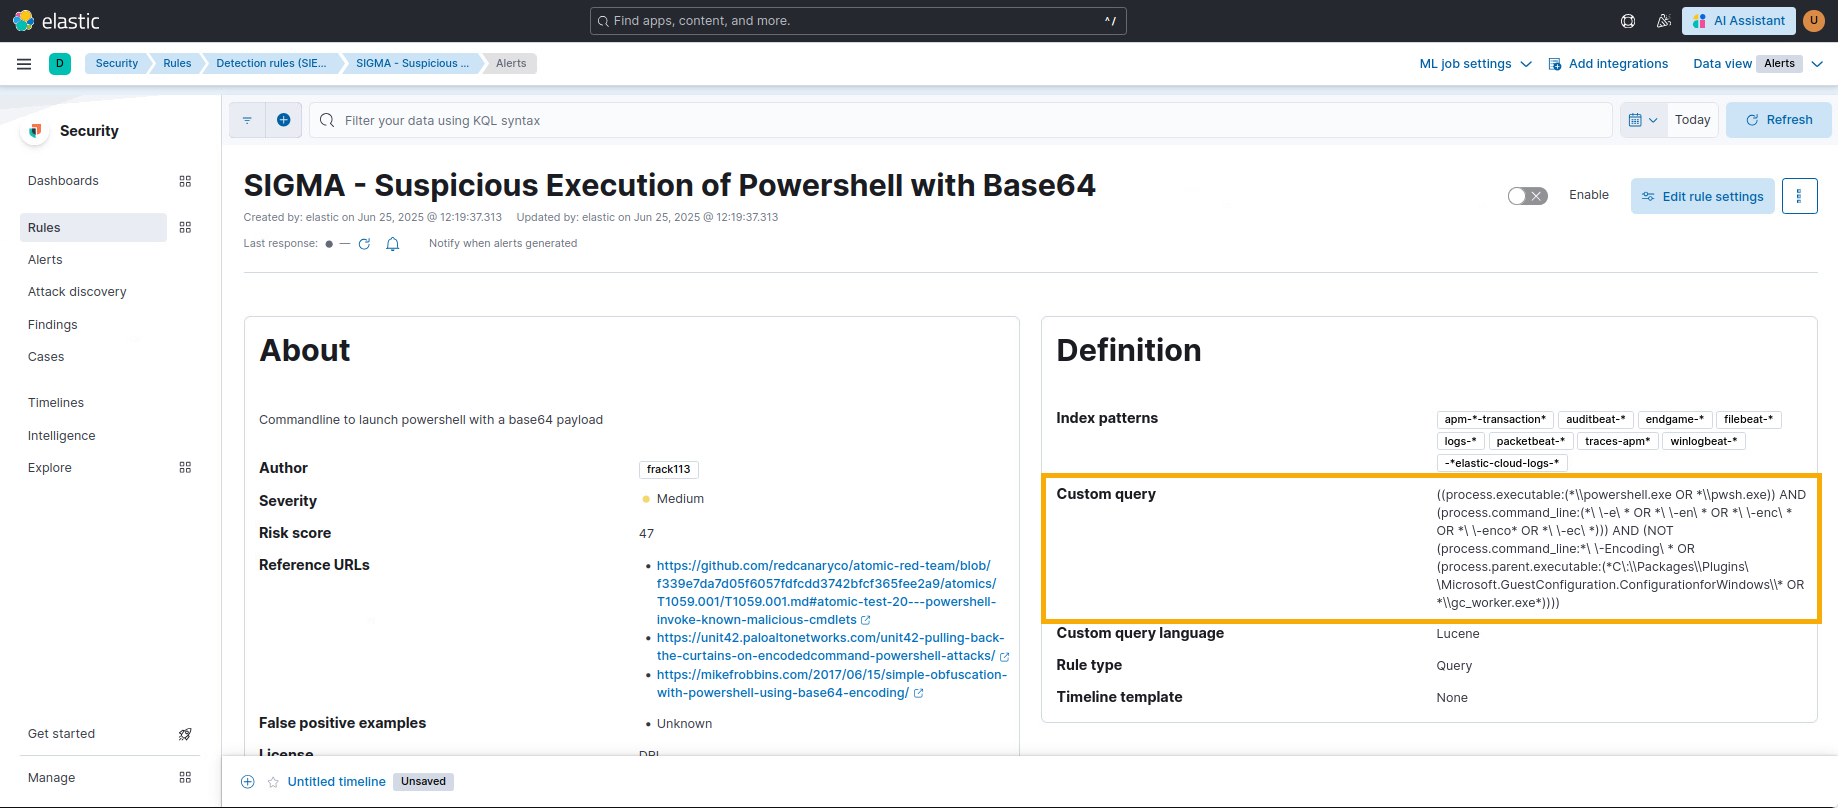 elastic
Find apps, content, and more.
^/
AI Assistant
U
D
Security
Rules
Detection rules (SIE...
SIGMA - Suspicious ...
Alerts
ML job settings
Add integrations
Data view
Alerts
Security
Dashboards
Rules
Alerts
Attack discovery
Findings
Cases
Timelines
Intelligence
Explore
Get started
Manage
Filter your data using KQL syntax
Today
Refresh
SIGMA - Suspicious Execution of Powershell with Base64
Created by: elastic on Jun 25, 2025 @ 12:19:37.313 Updated by: elastic on Jun 25, 2025 @ 12:19:37.313
Last response: — Notify when alerts generated
Enable
Edit rule settings
About
Commandline to launch powershell with a base64 payload
Author
frack113
Severity
Medium
Risk score
47
Reference URLs
• https://github.com/redcanaryco/atomic-red-team/blob/
f339e7da7d05f6057fdfcdd3742bfcf365fee2a9/atomics/
T1059.001/T1059.001.md#atomic-test-20---powershell-
invoke-known-malicious-cmdlets
• https://unit42.paloaltonetworks.com/unit42-pulling-back-
the-curtains-on-encodedcommand-powershell-attacks/
• https://mikefrobbins.com/2017/06/15/simple-obfuscation-
with-powershell-using-base64-encoding/
False positive examples
• Unknown
License
DRL
Definition
Index patterns
apm-*-transaction* auditbeat-* endgame-* filebeat-*
logs-* packetbeat-* traces-apm* winlogbeat-*
-*elastic-cloud-logs-*
Custom query
((process.executable:(*\\powershell.exe OR *\\pwsh.exe)) AND
(process.command_line:(*\ \-e\ * OR *\ \-en\ * OR *\ \-enc\ *
OR *\ \-enco* OR *\ \-ec\ *))) AND (NOT
(process.command_line:*\ \-Encoding\ * OR
(process.parent.executable:(*C\:\\Packages\\Plugins\
\Microsoft.GuestConfiguration.ConfigurationforWindows\\* OR
*\\gc_worker.exe*))))
Custom query language
Lucene
Rule type
Query
Timeline template
None
Untitled timeline
Unsaved